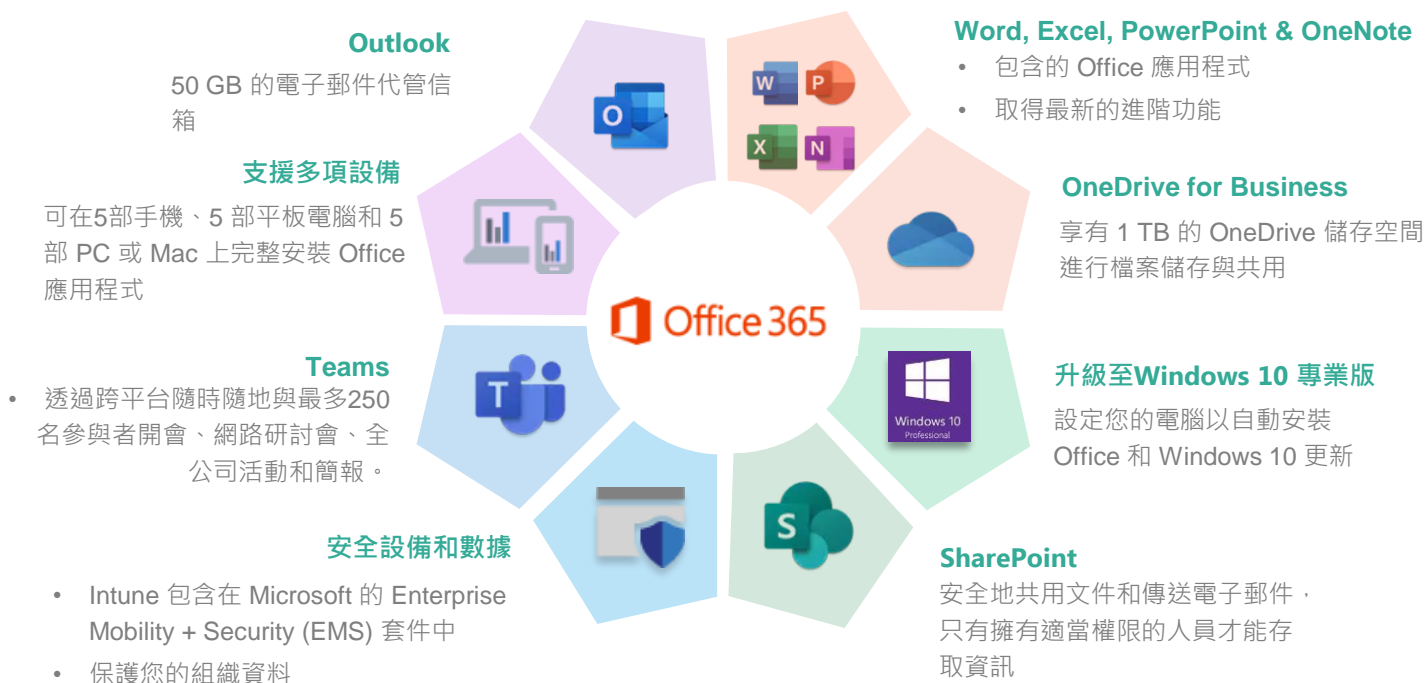 Outlook
50 GB 的電子郵件代管信
箱
支援多項設備
可在5部手機、5 部平板電腦和 5
部 PC 或 Mac 上完整安裝 Office
應用程式
Teams
• 透過跨平台隨時隨地與最多250
名參與者開會、網路研討會、全
公司活動和簡報。
安全設備和數據
• Intune 包含在 Microsoft 的 Enterprise
Mobility + Security (EMS) 套件中
• 保護您的組織資料
O
W
P
X
N
Office 365
T
Windows 10
Professional
S
Word, Excel, PowerPoint & OneNote
• 包含的 Office 應用程式
• 取得最新的進階功能
OneDrive for Business
享有 1 TB 的 OneDrive 儲存空間
進行檔案儲存與共用
升級至Windows 10 專業版
設定您的電腦以自動安裝
Office 和 Windows 10 更新
SharePoint
安全地共用文件和傳送電子郵件，
只有擁有適當權限的人員才能存
取資訊